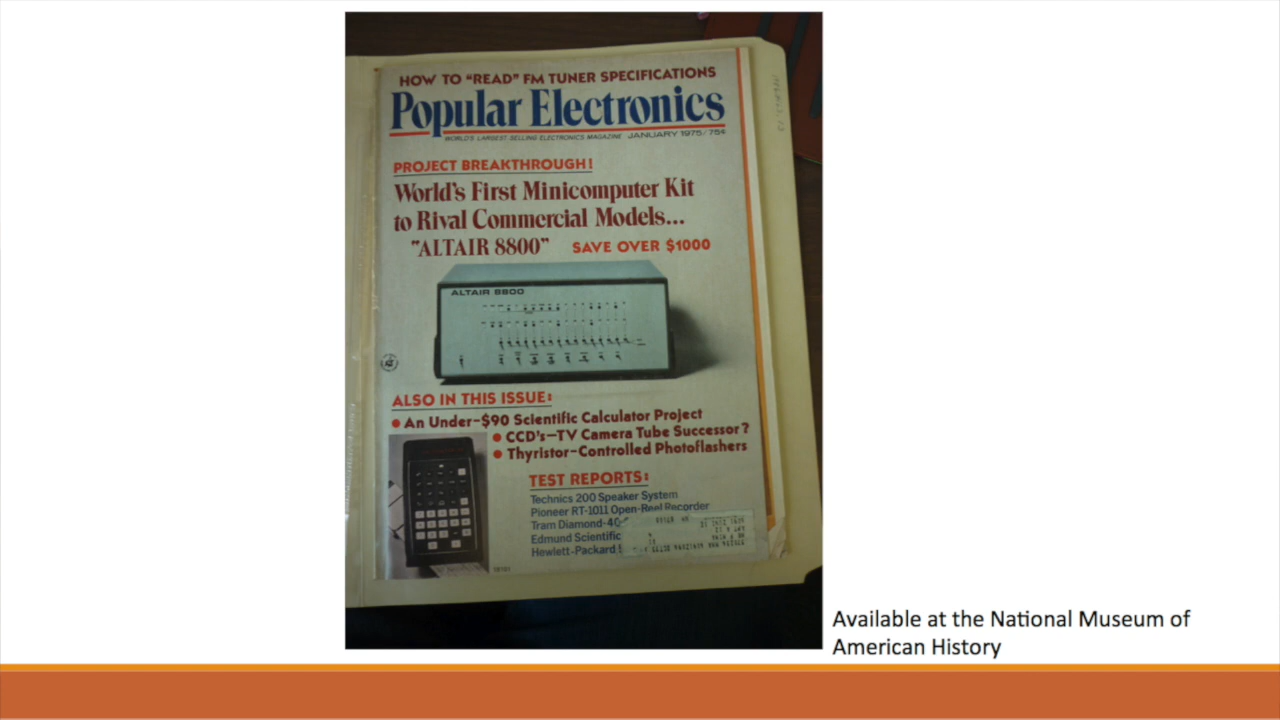 HOW TO "READ" FM TUNER SPECIFICATIONS
Popular Electronics
WORLD'S LARGEST SELLING ELECTRONICS MAGAZINE JANUARY 1975/75¢
PROJECT BREAKTHROUGH!
World's First Minicomputer Kit
to Rival Commercial Models...
"ALTAIR 8800" SAVE OVER $1000
ALTAIR 8800
ALSO IN THIS ISSUE:
● An Under-$90 Scientific Calculator Project
● CCD's—TV Camera Tube Successor?
● Thyristor-Controlled Photoflashers
TEST REPORTS:
Technics 200 Speaker System
Pioneer RT-1011 Open-Reel Recorder
Tram Diamond-40
Edmund Scientific
Hewlett-Packard
18101
Available at the National Museum of
American History